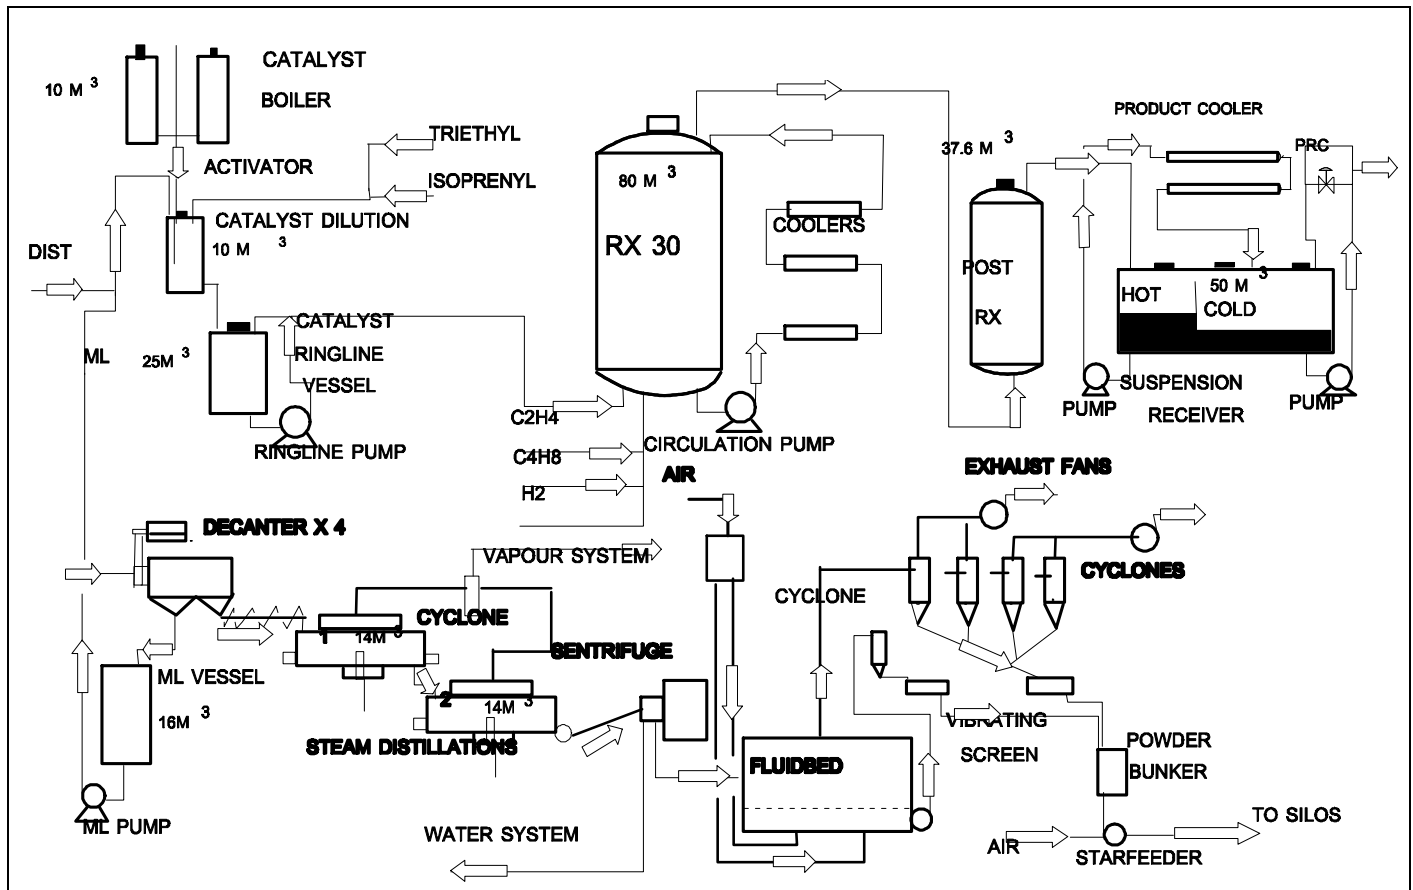 CATALYST
BOILER
10 M 3
ACTIVATOR
TRIETHYL
ISOPRENYL
CATALYST DILUTION
10 M 3
DIST
ML
25M 3
CATALYST
RINGLINE
VESSEL
RINGLINE PUMP
80 M 3
RX 30
COOLERS
C2H4
C4H8
H2
CIRCULATION PUMP
37.6 M 3
POST
RX
PRODUCT COOLER
PRC
HOT
50 M 3
COLD
PUMP
SUSPENSION
RECEIVER
PUMP
DECANTER X 4
VAPOUR SYSTEM
CYCLONE
1
14M 3
SENTRIFUGE
2
14M 3
STEAM DISTILLATIONS
ML VESSEL
16M 3
ML PUMP
WATER SYSTEM
AIR
EXHAUST FANS
CYCLONE
CYCLONES
FLUIDBED
VIBRATING
SCREEN
POWDER
BUNKER
AIR
STARFEEDER
TO SILOS